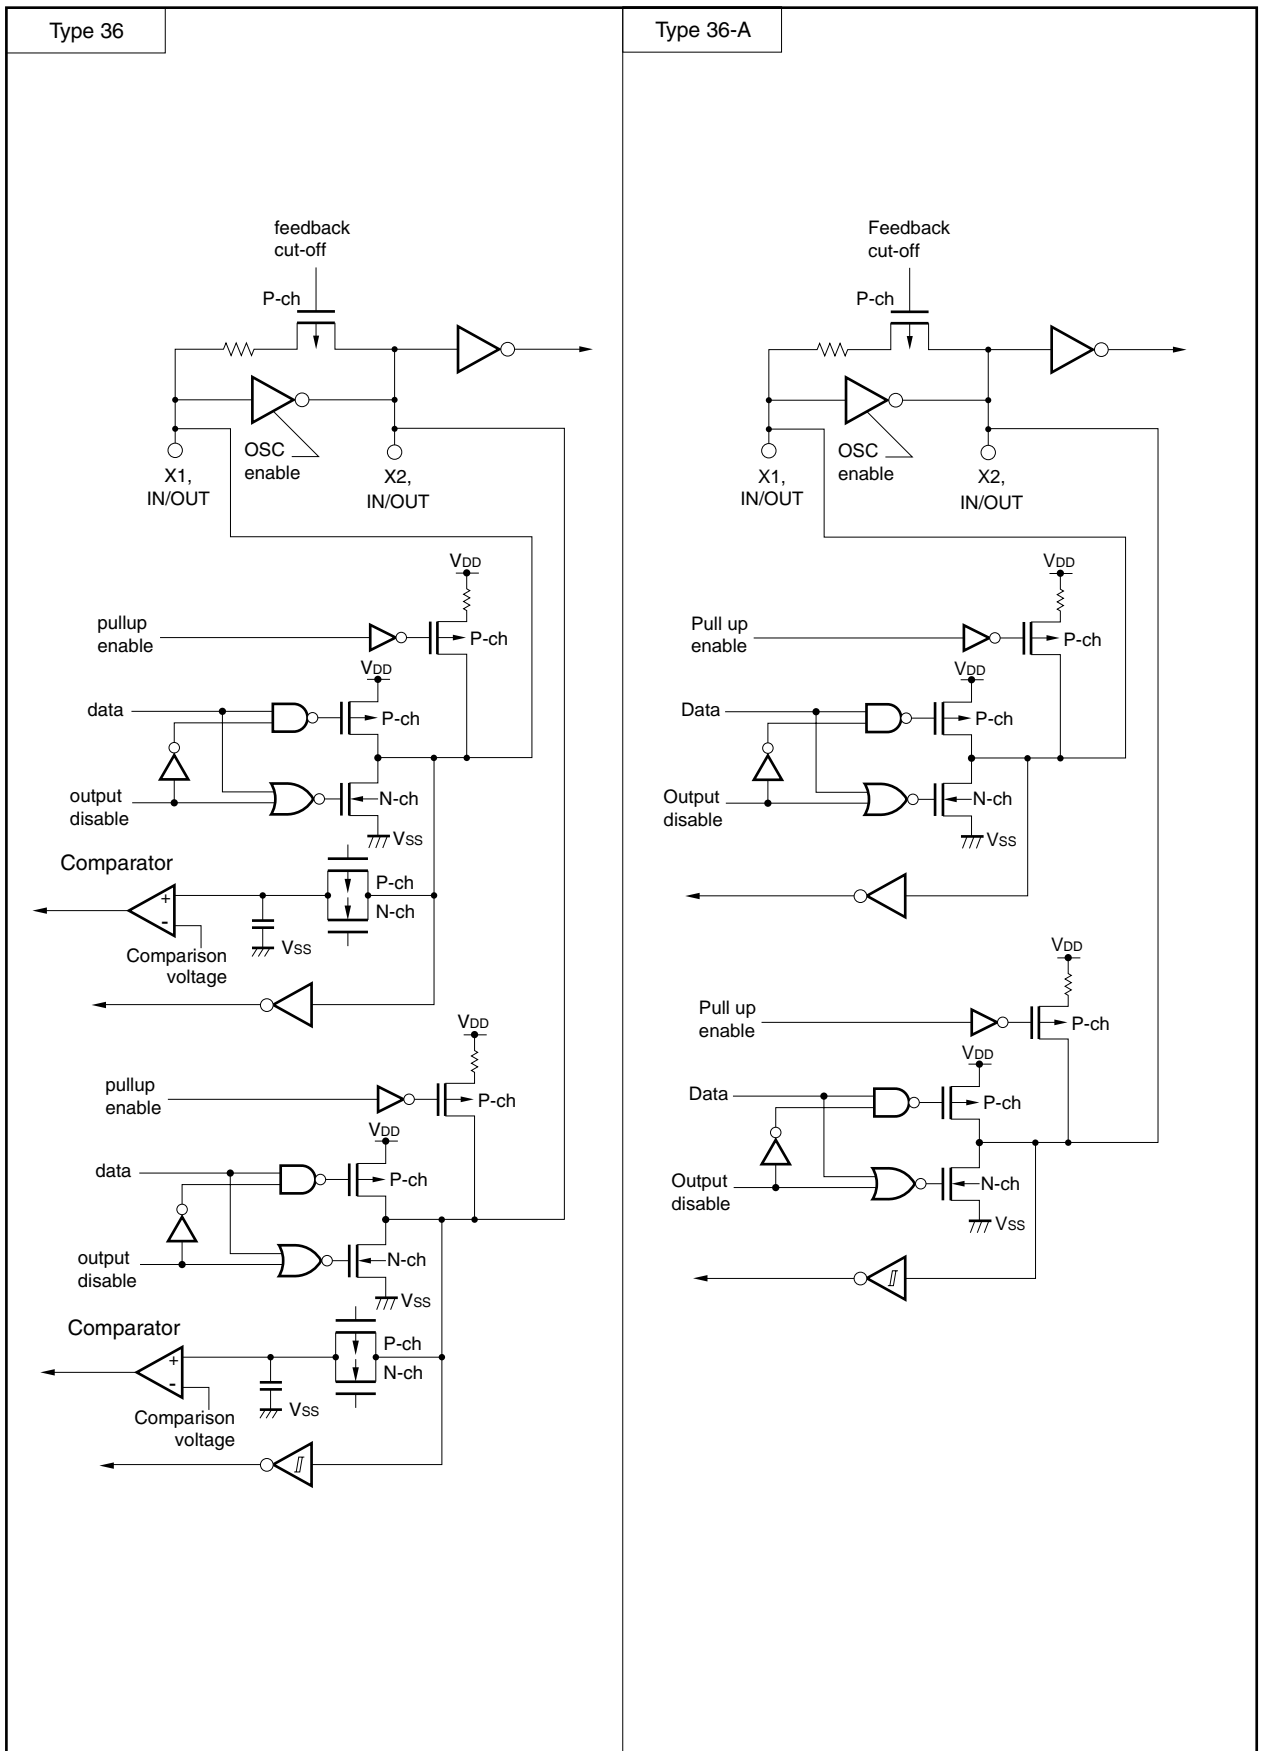 Type 36
feedback
cut-off
P-ch
OSC
enable
X1,
IN/OUT
X2,
IN/OUT
VDD
pullup
enable
P-ch
VDD
data
P-ch
output
disable
N-ch
VSS
Comparator
P-ch
N-ch
+
-
VSS
Comparison
voltage
VDD
pullup
enable
P-ch
VDD
data
P-ch
output
disable
N-ch
VSS
Comparator
P-ch
N-ch
+
-
VSS
Comparison
voltage
Type 36-A
Feedback
cut-off
P-ch
OSC
enable
X1,
IN/OUT
X2,
IN/OUT
VDD
Pull up
enable
P-ch
VDD
Data
P-ch
Output
disable
N-ch
VSS
VDD
Pull up
enable
P-ch
VDD
Data
P-ch
Output
disable
N-ch
VSS